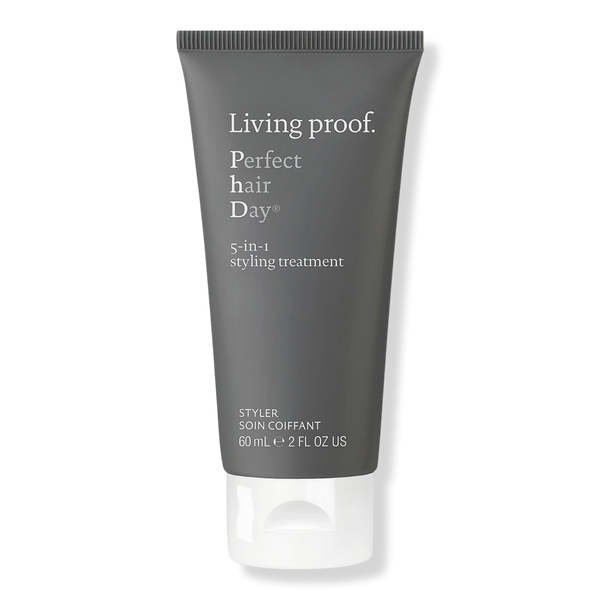 Living proof.
Perfect
hair
Day®
5-in-1
styling treatment
STYLER
SOIN COIFFANT
60 mL ℮ 2 FL OZ US